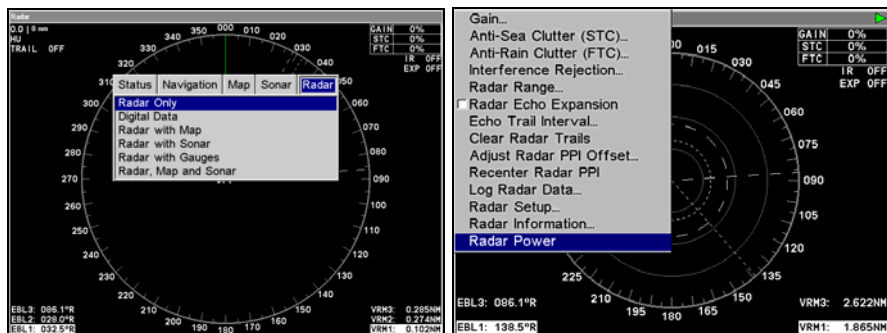 Radar
0.0 | 0 nm
HU
TRAIL OFF
GAIN 0%
STC 0%
FTC 0%
IR OFF
EXP OFF
340 350 000 010 020
330 030
320 040
310 050
Status Navigation Map Sonar Radar
Radar Only
Digital Data
Radar with Map
Radar with Sonar
Radar with Gauges
Radar, Map and Sonar
300 060
290 070
280 080
270 090
260 100
250 110
240 120
230 130
220 140
210 200 190 180 170 160 150
EBL3: 086.1°R
EBL2: 028.0°R
EBL1: 032.5°R
VRM3: 0.285NM
VRM2: 0.274NM
VRM1: 0.102NM
Gain...
Anti-Sea Clutter (STC)...
Anti-Rain Clutter (FTC)...
Interference Rejection...
Radar Range...
Radar Echo Expansion
Echo Trail Interval...
Clear Radar Trails
Adjust Radar PPI Offset...
Recenter Radar PPI
Log Radar Data...
Radar Setup...
Radar Information...
Radar Power
GAIN 0%
STC 0%
FTC 0%
IR OFF
EXP OFF
015
030
045
060
075
090
105
120
135
225 210 195 180 165 150
EBL3: 086.1°R
EBL1: 138.5°R
VRM3: 2.622NM
VRM1: 1.865NM